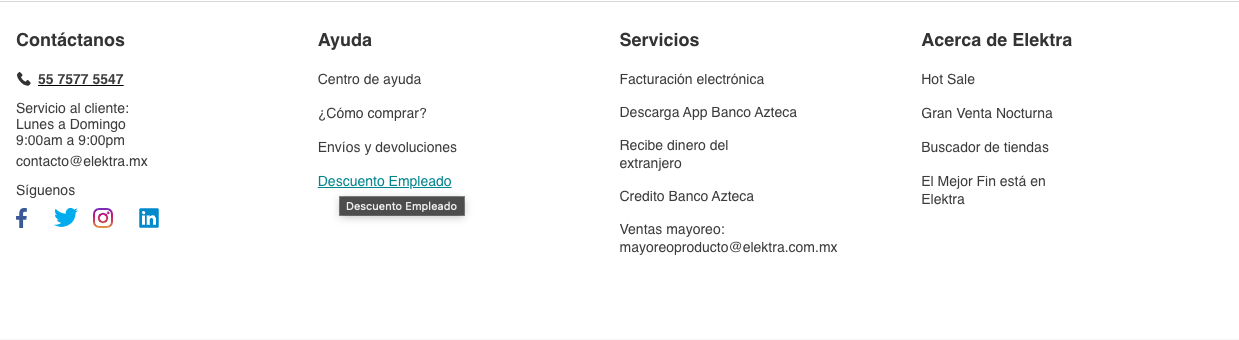 Contáctanos
55 7577 5547
Servicio al cliente:
Lunes a Domingo
9:00am a 9:00pm
contacto@elektra.mx
Síguenos
Ayuda
Centro de ayuda
¿Cómo comprar?
Envíos y devoluciones
Descuento Empleado
Descuento Empleado
Servicios
Facturación electrónica
Descarga App Banco Azteca
Recibe dinero del
extranjero
Credito Banco Azteca
Ventas mayoreo:
mayoreoproducto@elektra.com.mx
Acerca de Elektra
Hot Sale
Gran Venta Nocturna
Buscador de tiendas
El Mejor Fin está en
Elektra